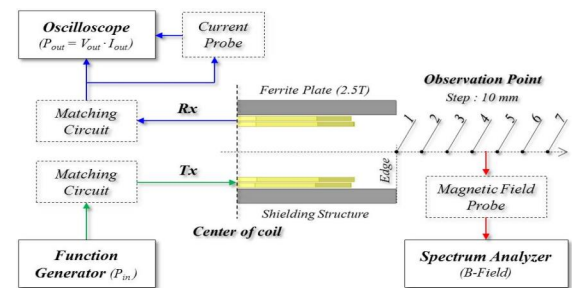 Oscilloscope
(Pout = Vout · Iout)
Current
Probe
Matching
Circuit
Rx
Ferrite Plate (2.5T)
Observation Point
Step : 10 mm
1 2 3 4 5 6 7
Matching
Circuit
Tx
Edge
Shielding Structure
Center of coil
Magnetic Field
Probe
Function
Generator (Pin)
Spectrum Analyzer
(B-Field)